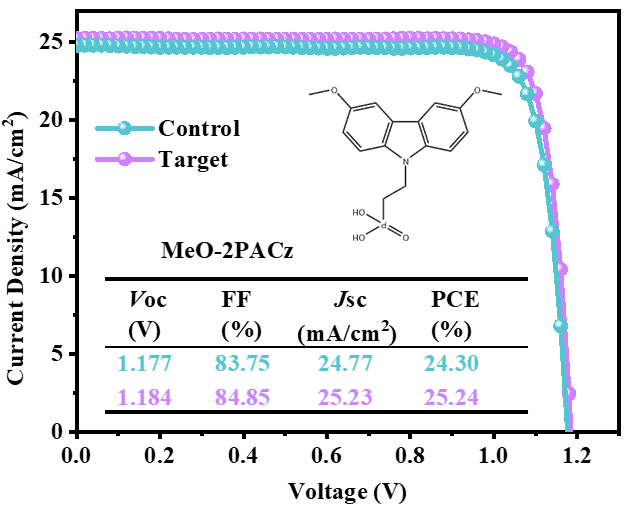 Current Density (mA/cm²)
25
20
15
10
5
0
Control
Target
O
O
N
HO
HO
O
MeO-2PACz
Voc FF Jsc PCE
(V) (%) (mA/cm²) (%)
1.177 83.75 24.77 24.30
1.184 84.85 25.23 25.24
0.0 0.2 0.4 0.6 0.8 1.0 1.2
Voltage (V)